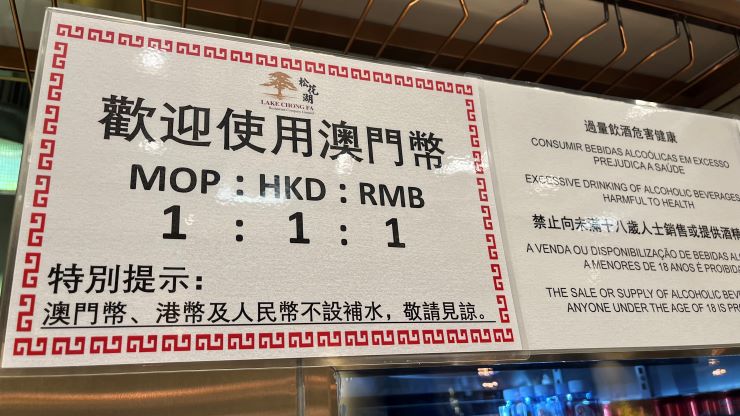 松花湖
LAKE CHONG FA
歡迎使用澳門幣
MOP : HKD : RMB
1 : 1 : 1
特別提示：
澳門幣、港幣及人民幣不設補水，敬請見諒。
過量飲酒危害健康
CONSUMIR BEBIDAS ALCOÓLICAS EM EXCESSO
PREJUDICA A SAÚDE
EXCESSIVE DRINKING OF ALCOHOLIC BEVERAGES
HARMFUL TO HEALTH
禁止向未滿十八歲人士銷售或提供酒精
A VENDA OU DISPONIBILIZAÇÃO DE BEBIDAS AL
A MENORES DE 18 ANOS É PROIBIDA
THE SALE OR SUPPLY OF ALCOHOLIC BEV
ANYONE UNDER THE AGE OF 18 IS PR